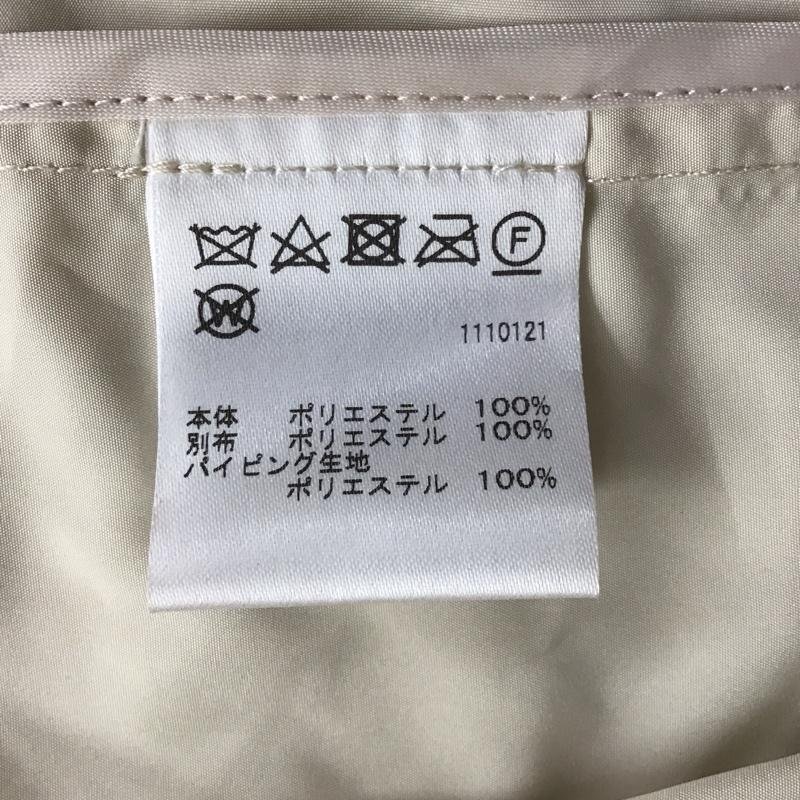 F
W
1110121
本体 ポリエステル 100%
別布 ポリエステル 100%
パイピング生地
ポリエステル 100%